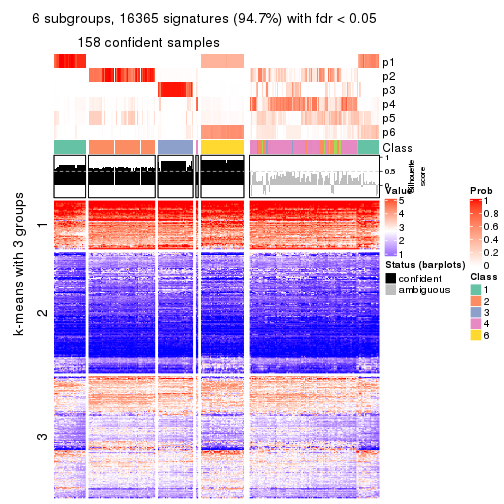 6 subgroups, 16365 signatures (94.7%) with fdr < 0.05
158 confident samples
p1
p2
p3
p4
p5
p6
Class
1
0.5
0
Silhouette
score
k-means with 3 groups
1
2
3
Value
5
4
3
2
1
Status (barplots)
confident
ambiguous
Prob
1
0.8
0.6
0.4
0.2
0
Class
1
2
3
4
6